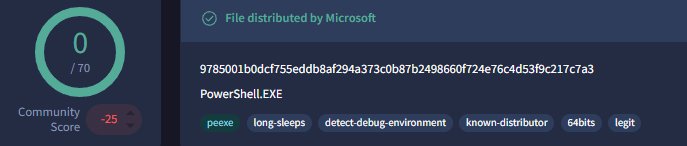 0
/ 70
Community
Score
-25
File distributed by Microsoft
9785001b0dcf755eddb8af294a373c0b87b2498660f724e76c4d53f9c217c7a3
PowerShell.EXE
peexe long-sleeps detect-debug-environment known-distributor 64bits legit